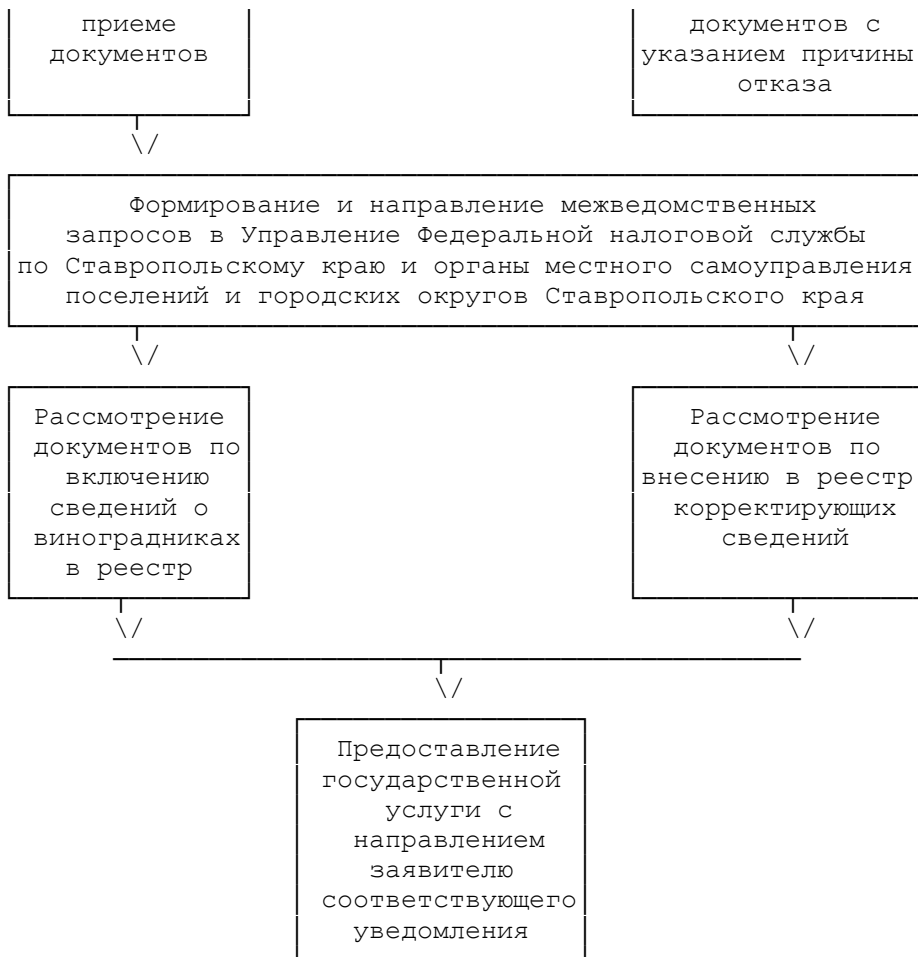 приеме
документов
документов с
указанием причины
отказа
Формирование и направление межведомственных
запросов в Управление Федеральной налоговой службы
по Ставропольскому краю и органы местного самоуправления
поселений и городских округов Ставропольского края
Рассмотрение
документов по
включению
сведений о
виноградниках
в реестр
Рассмотрение
документов по
внесению в реестр
корректирующих
сведений
Предоставление
государственной
услуги с
направлением
заявителю
соответствующего
уведомления